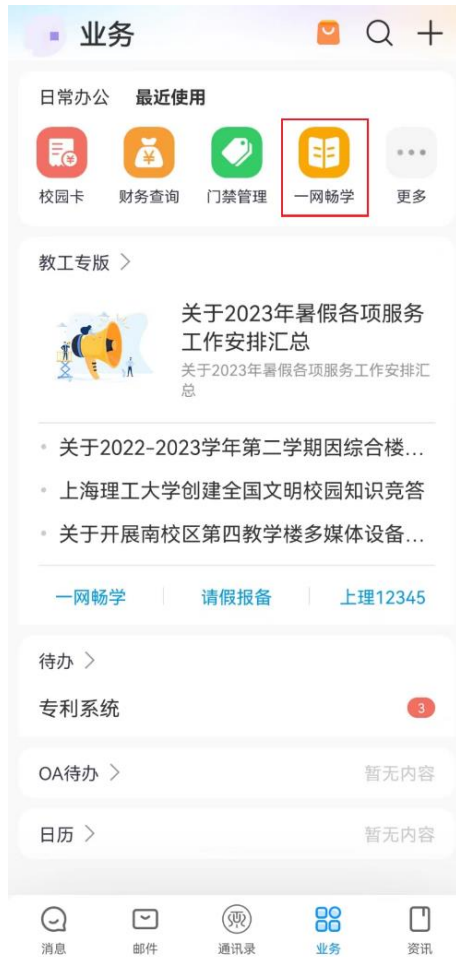 业务
日常办公 最近使用
校园卡 财务查询 门禁管理 一网畅学 更多
教工专版
关于2023年暑假各项服务
工作安排汇总
关于2023年暑假各项服务工作安排汇
总
关于2022-2023学年第二学期因综合楼...
上海理工大学创建全国文明校园知识竞答
关于开展南校区第四教学楼多媒体设备...
一网畅学 请假报备 上理12345
待办
专利系统 3
OA待办 暂无内容
日历 暂无内容
消息 邮件 通讯录 业务 资讯